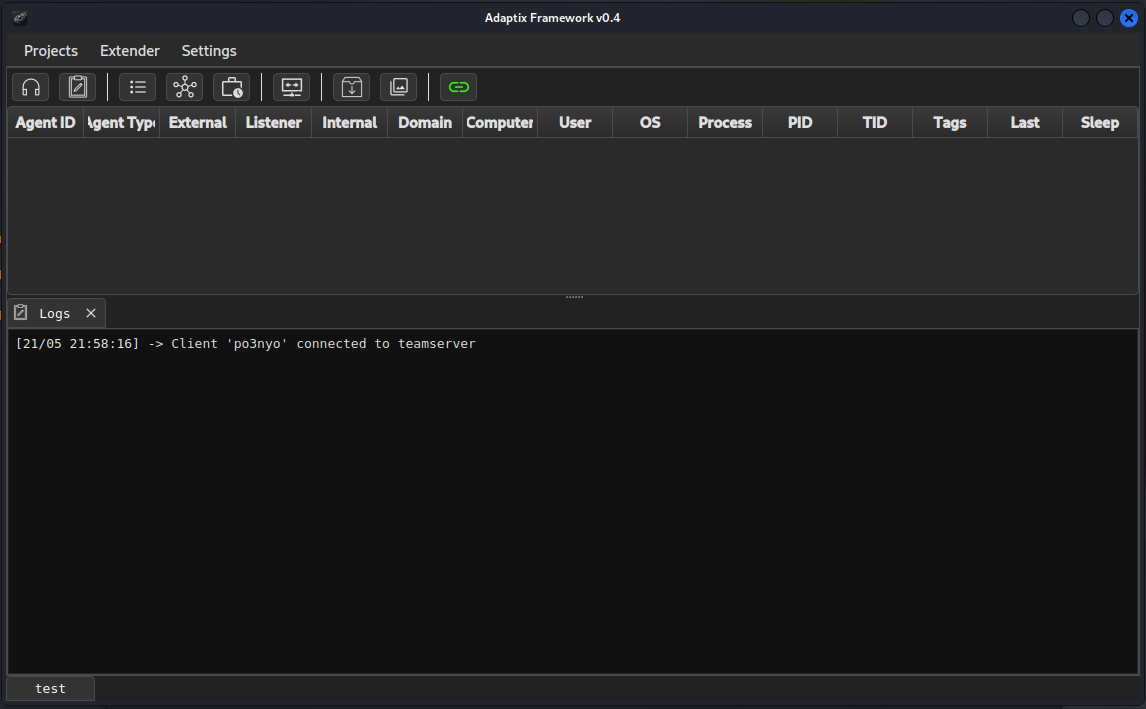 Adaptix Framework v0.4
Projects Extender Settings
Agent ID Agent Type External Listener Internal Domain Computer User OS Process PID TID Tags Last Sleep
Logs
[21/05 21:58:16] -> Client 'po3nyo' connected to teamserver
test